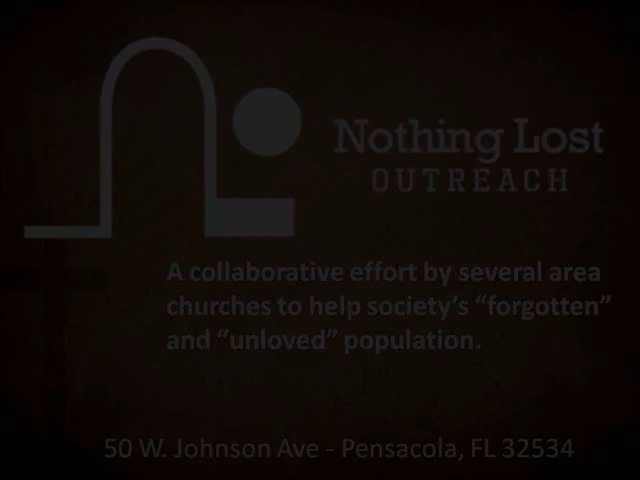 Nothing Lost
OUTREACH
A collaborative effort by several area
churches to help society's "forgotten"
and "unloved" population.
50 W. Johnson Ave - Pensacola, FL 32534